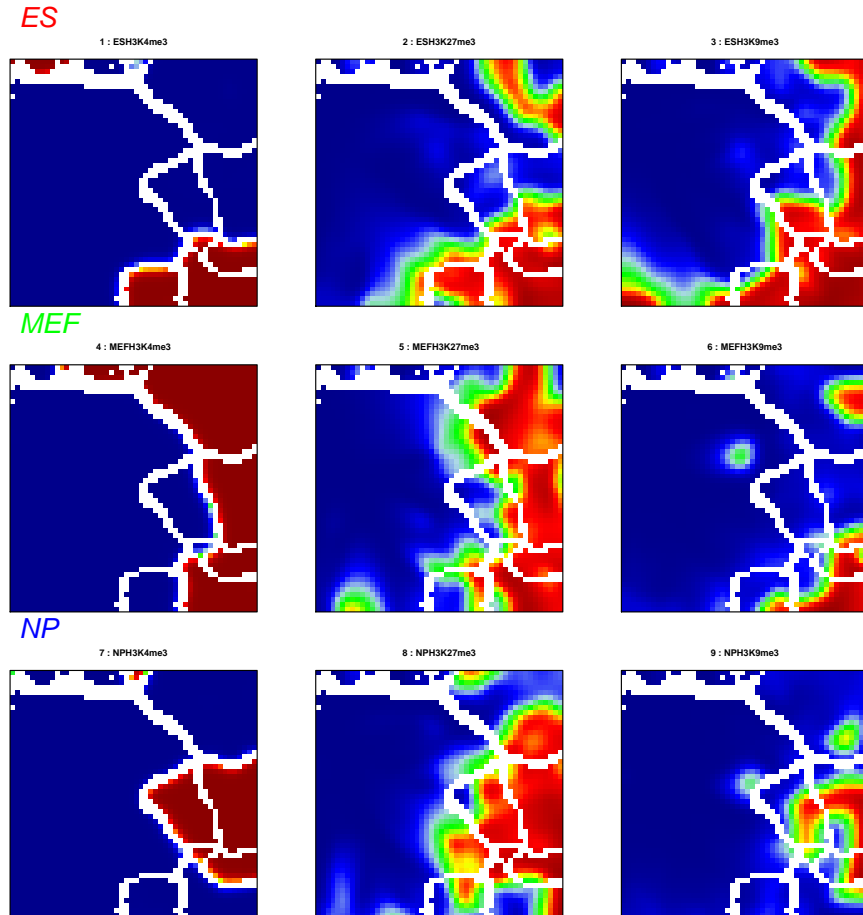 ES
1 : ESH3K4me3
2 : ESH3K27me3
3 : ESH3K9me3
MEF
4 : MEFH3K4me3
5 : MEFH3K27me3
6 : MEFH3K9me3
NP
7 : NPH3K4me3
8 : NPH3K27me3
9 : NPH3K9me3